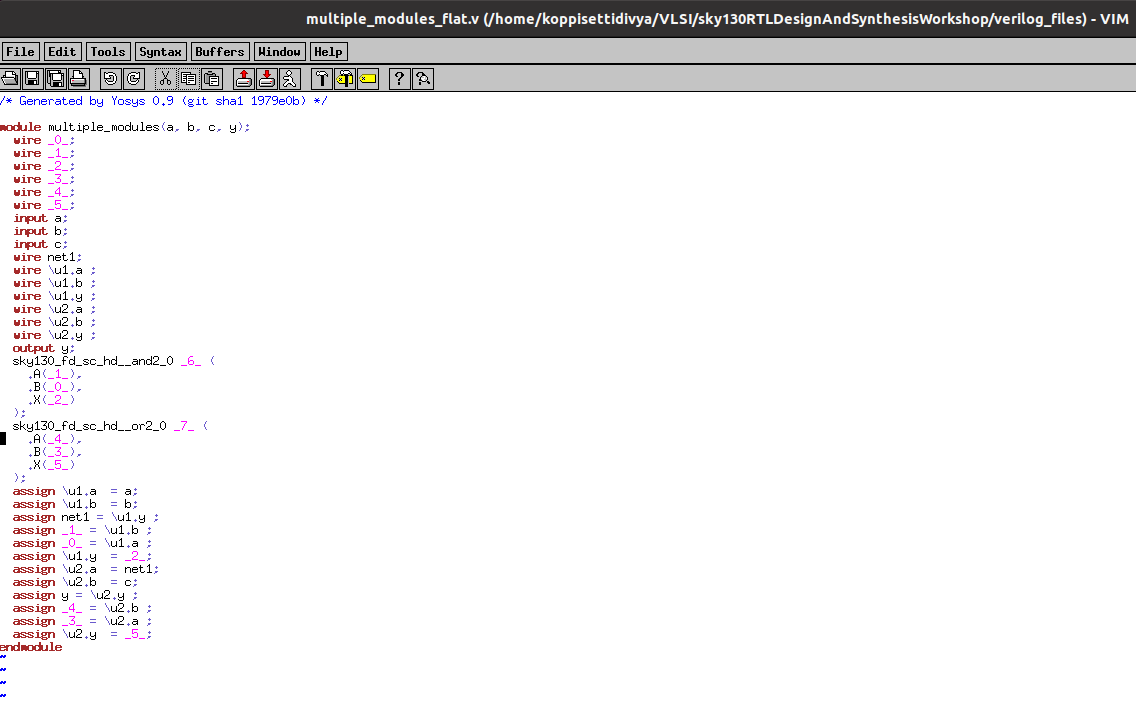 multiple_modules_flat.v (/home/koppisettidivya/VLSI/sky130RTLDesignAndSynthesisWorkshop/verilog_files) - VIM
File Edit Tools Syntax Buffers Window Help
/* Generated by Yosys 0.9 (git sha1 1979e0b) */
module multiple_modules(a, b, c, y);
  wire _0_;
  wire _1_;
  wire _2_;
  wire _3_;
  wire _4_;
  wire _5_;
  input a;
  input b;
  input c;
  wire net1;
  wire \u1.a ;
  wire \u1.b ;
  wire \u1.y ;
  wire \u2.a ;
  wire \u2.b ;
  wire \u2.y ;
  output y;
  sky130_fd_sc_hd__and2_0 _6_ (
    .A(_1_),
    .B(_0_),
    .X(_2_)
  );
  sky130_fd_sc_hd__or2_0 _7_ (
    .A(_4_),
    .B(_3_),
    .X(_5_)
  );
  assign \u1.a  = a;
  assign \u1.b  = b;
  assign net1 = \u1.y ;
  assign _1_ = \u1.b ;
  assign _0_ = \u1.a ;
  assign \u1.y  = _2_;
  assign \u2.a  = net1;
  assign \u2.b  = c;
  assign y = \u2.y ;
  assign _4_ = \u2.b ;
  assign _3_ = \u2.a ;
  assign \u2.y  = _5_;
endmodule
~
~
~
~